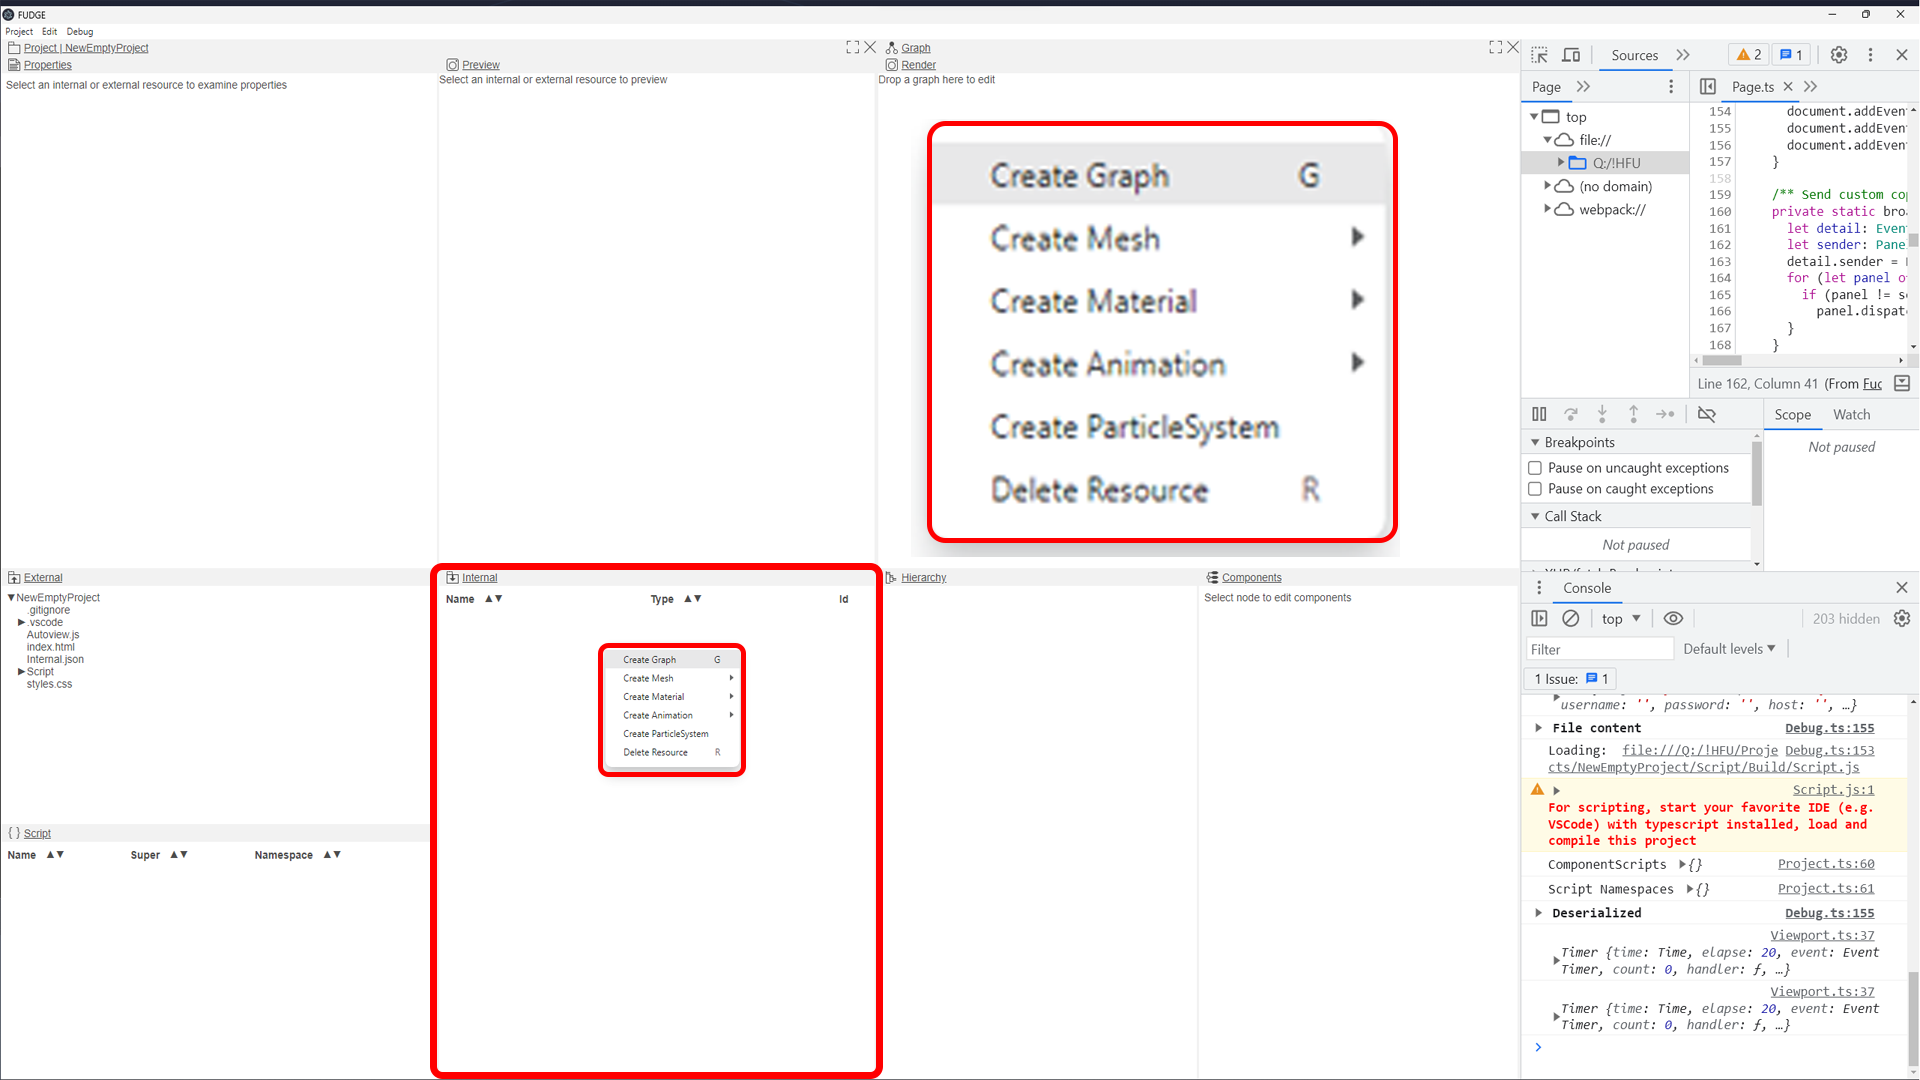 FUDGE
Project Edit Debug
Project | NewEmptyProject
Properties
Select an internal or external resource to examine properties
Preview
Select an internal or external resource to preview
Graph
Render
Drop a graph here to edit
Create Graph G
Create Mesh
Create Material
Create Animation
Create ParticleSystem
Delete Resource R
External
NewEmptyProject
.gitignore
.vscode
Autoview.js
index.html
Internal.json
Script
styles.css
Script
Name Super Namespace
Internal
Name Type Id
Create Graph G
Create Mesh
Create Material
Create Animation
Create ParticleSystem
Delete Resource R
Hierarchy
Components
Select node to edit components
Sources 2 1
Page
top
file://
Q:/!HFU
(no domain)
webpack://
Page.ts
154 document.addEven
155 document.addEven
156 document.addEven
157 }
158
159 /** Send custom co
160 private static bro
161 let detail: Even
162 let sender: Pane
163 detail.sender =
164 for (let panel o
165 if (panel != s
166 panel.dispat
167 }
168 }
Line 162, Column 41 (From Fuc
Scope Watch
Not paused
Breakpoints
Pause on uncaught exceptions
Pause on caught exceptions
Call Stack
Not paused
Console
top 203 hidden
Filter Default levels
1 Issue: 1
username: '', password: '', host: '', …}
File content Debug.ts:155
Loading: file:///Q:/!HFU/Proje Debug.ts:153
cts/NewEmptyProject/Script/Build/Script.js
Script.js:1
For scripting, start your favorite IDE (e.g.
VSCode) with typescript installed, load and
compile this project
ComponentScripts {} Project.ts:60
Script Namespaces {} Project.ts:61
Deserialized Debug.ts:155
Viewport.ts:37
Timer {time: Time, elapse: 20, event: Event
Timer, count: 0, handler: ƒ, …}
Viewport.ts:37
Timer {time: Time, elapse: 20, event: Event
Timer, count: 0, handler: ƒ, …}